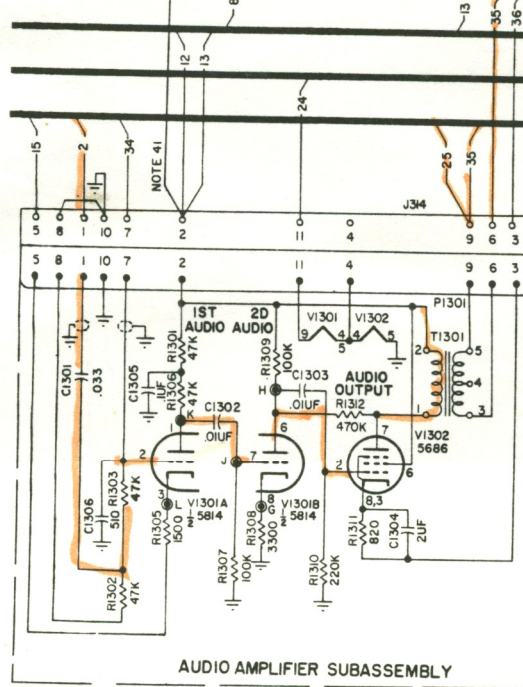 8
13
35
36
12
13
24
15
2
34
NOTE 41
25
35
J314
5 8 1 10 7 2 11 4 9 6 3
5 8 1 10 7 2 11 4 9 6 3
P1301
1ST AUDIO
2D AUDIO
V1301
V1302
9 4 5 4 5
T1301
2 5
4
1 3
R1301
47K
R1309
100K
C1301
.033
C1305
.1UF
R1306
47K
K
H
C1303
.01UF
AUDIO OUTPUT
C1302
.01UF
R1312
470K
V1302
5686
1
6
7
2
J 7
2
6
3
L
8
G
8,3
C1306
510
R1303
47K
R1305
1500
V1301A
½ 5814
R1308
3300
V1301B
½ 5814
R1311
820
C1304
2UF
R1302
47K
R1307
100K
R1310
220K
AUDIO AMPLIFIER SUBASSEMBLY